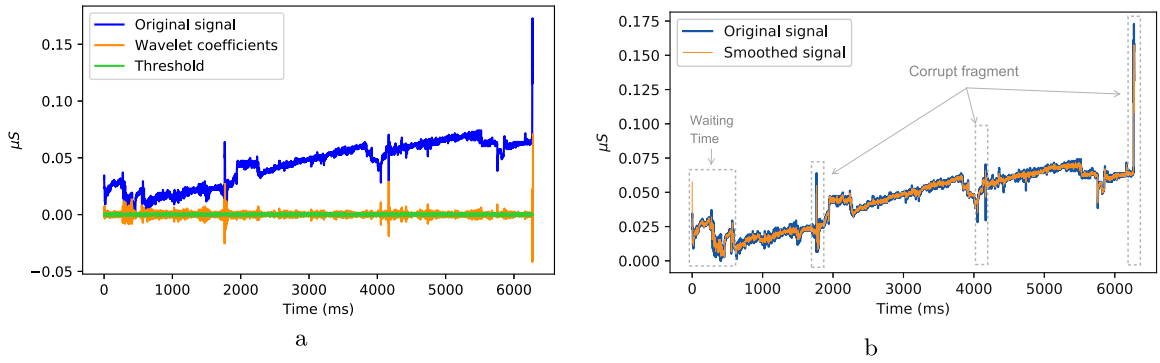 Original signal
Wavelet coefficients
Threshold
0.15
0.10
0.05
0.00
−0.05
μS
0 1000 2000 3000 4000 5000 6000
Time (ms)
a
Original signal
Smoothed signal
Corrupt fragment
Waiting
Time
0.175
0.150
0.125
0.100
0.075
0.050
0.025
0.000
μS
0 1000 2000 3000 4000 5000 6000
Time (ms)
b